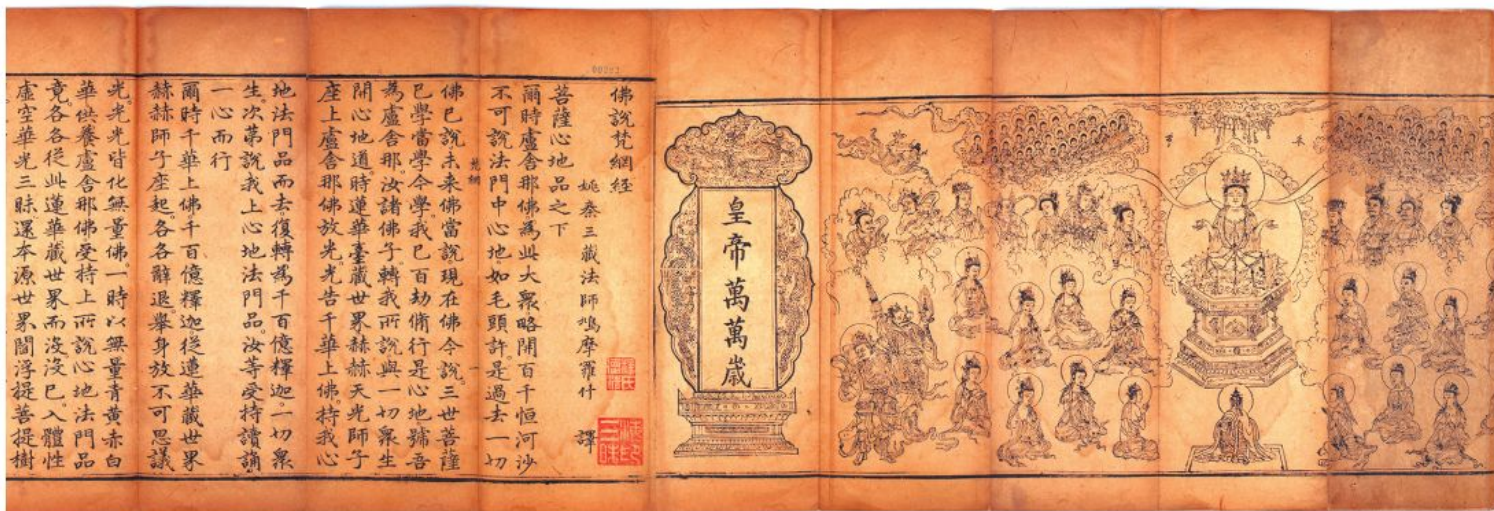 皇帝萬萬歲
佛說梵網経
姚秦三藏法師鳩摩羅什 譯
菩薩心地品之下
爾時盧舍那佛為此大衆略開百千恒河沙
不可說法門中心地如毛頭許。是過去一切
佛已說未来佛當說現在佛今說。三世菩薩
已學當學今學我已百劫脩行是心地號吾
為盧舍那。汝諸佛子轉我所說與一切衆生
開心地道。時蓮華臺藏世界赫赫天光師子
座上盧舍那佛放光光告千華上佛。持我心
地法門品而去復轉為千百億釋迦。一切衆
生。次第說我上心地法門品。汝等受持讀誦
一心而行
爾時千華上佛千百億釋迦從蓮華藏世界
赫赫師子座起。各各辭退。舉身放不可思議
光。光光皆化無量佛。一時以無量青黄赤白
華供養盧舍那佛受持上所說心地法門品
竟。各各從此蓮華藏世界而沒沒已入體性
虛空華光三昧還本源世界閻浮提菩提樹